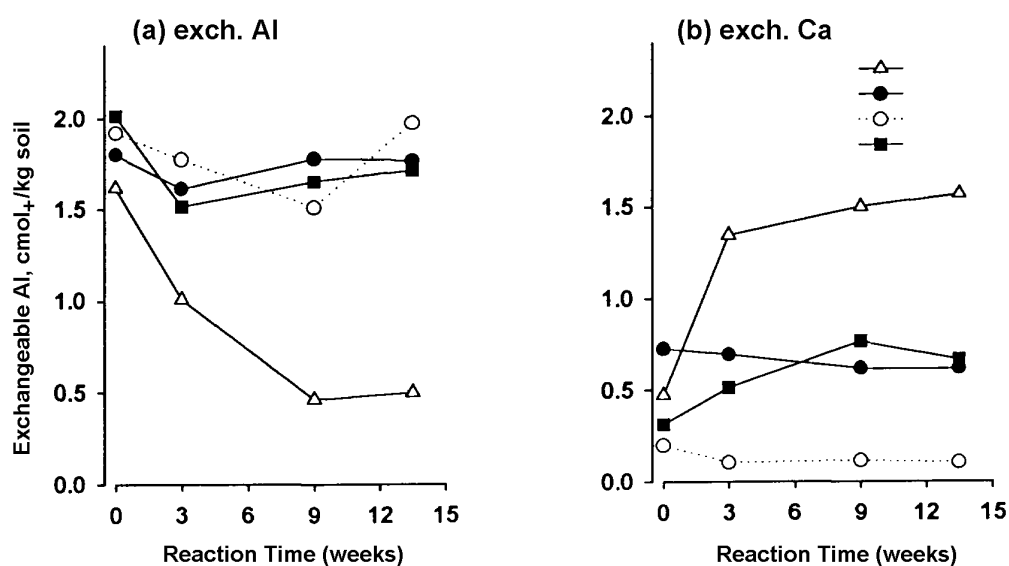 (a) exch. Al
(b) exch. Ca
Exchangeable Al, cmol+/kg soil
2.0
1.5
1.0
0.5
0.0
0 3 9 12 15
Reaction Time (weeks)
2.0
1.5
1.0
0.5
0.0
0 3 6 9 12 15
Reaction Time (weeks)